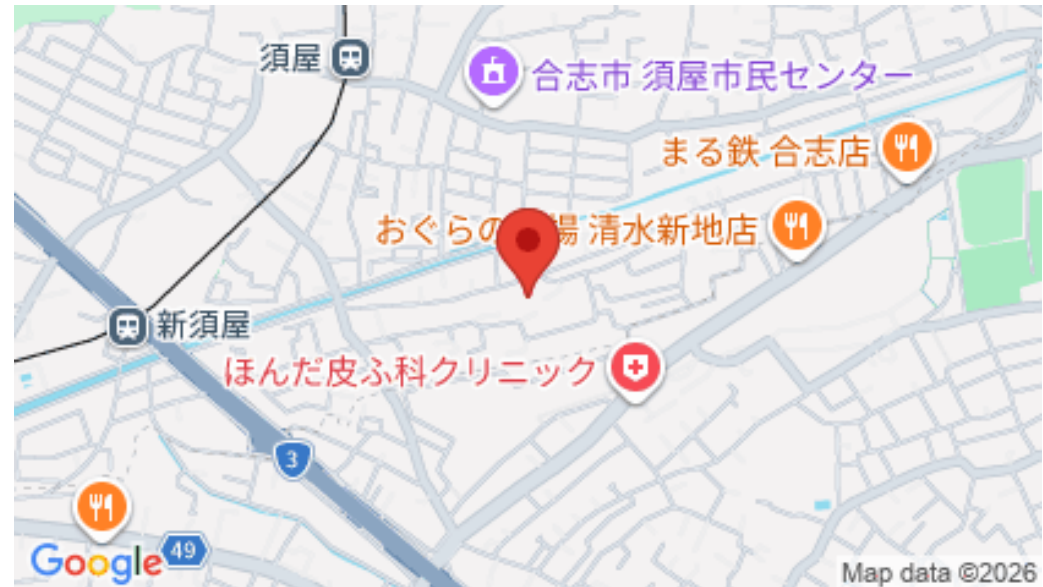 須屋
合志市 須屋市民センター
まる鉄 合志店
おぐらの 場 清水新地店
新須屋
ほんだ皮ふ科クリニック
3
49
Google
Map data ©2026